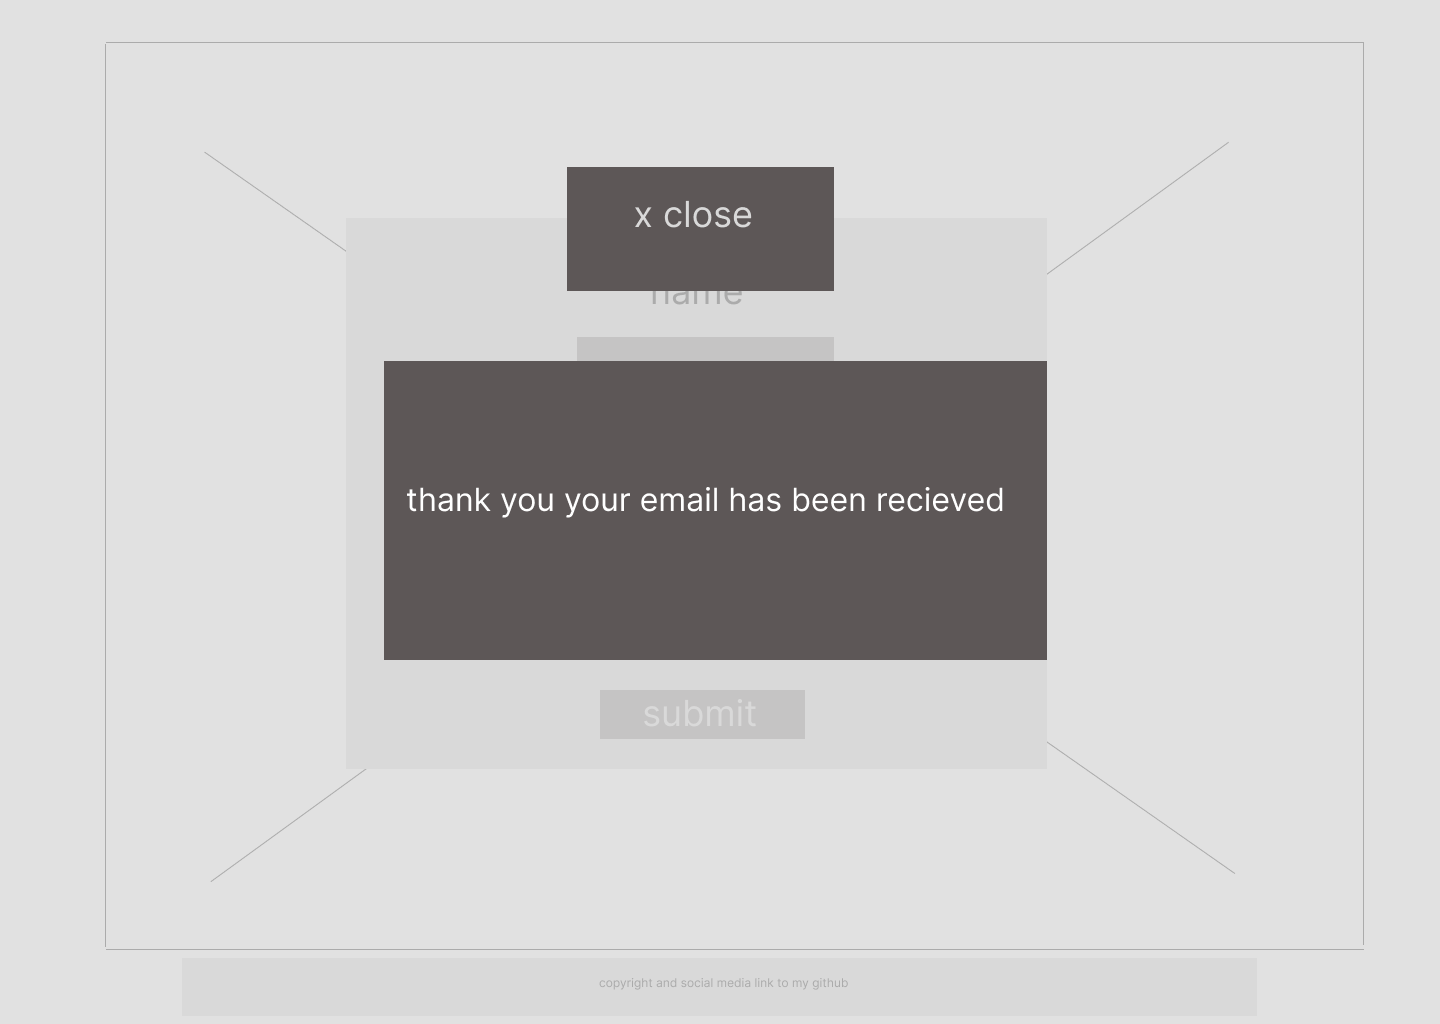 x close
name
thank you your email has been recieved
submit
copyright and social media link to my github